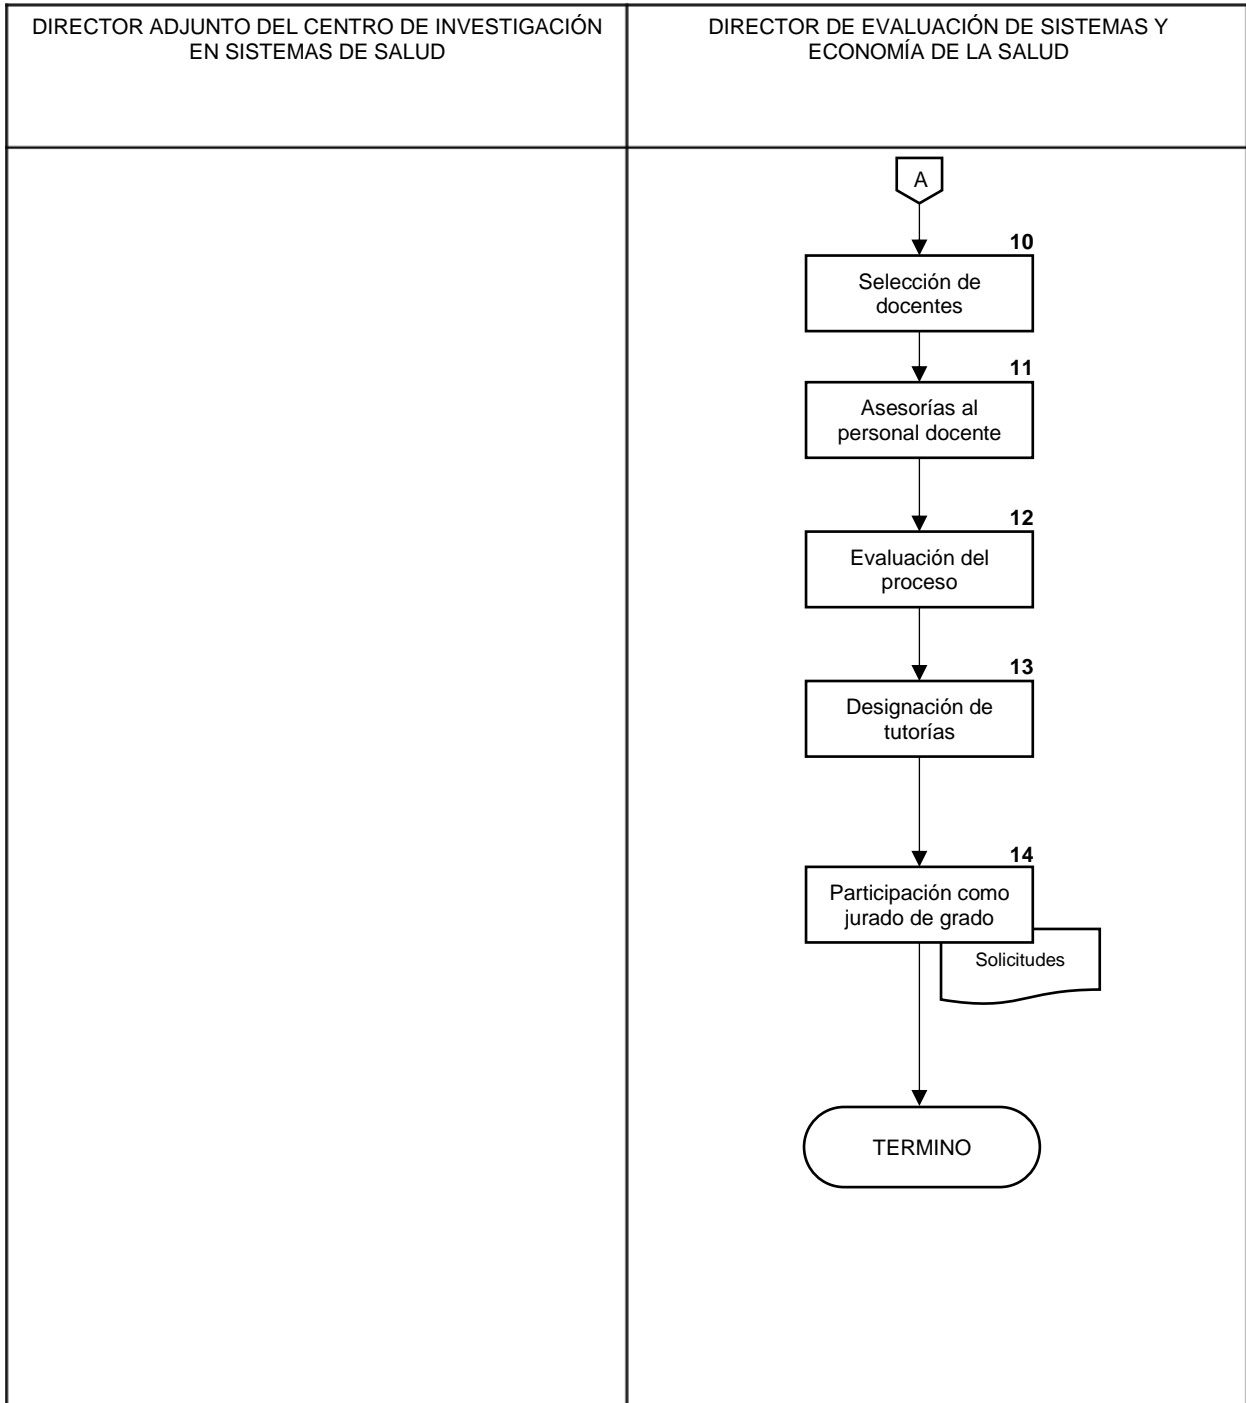 DIRECTOR ADJUNTO DEL CENTRO DE INVESTIGACIÓN
EN SISTEMAS DE SALUD
DIRECTOR DE EVALUACIÓN DE SISTEMAS Y
ECONOMÍA DE LA SALUD
A
10
Selección de
docentes
11
Asesorías al
personal docente
12
Evaluación del
proceso
13
Designación de
tutorías
14
Participación como
jurado de grado
Solicitudes
TERMINO